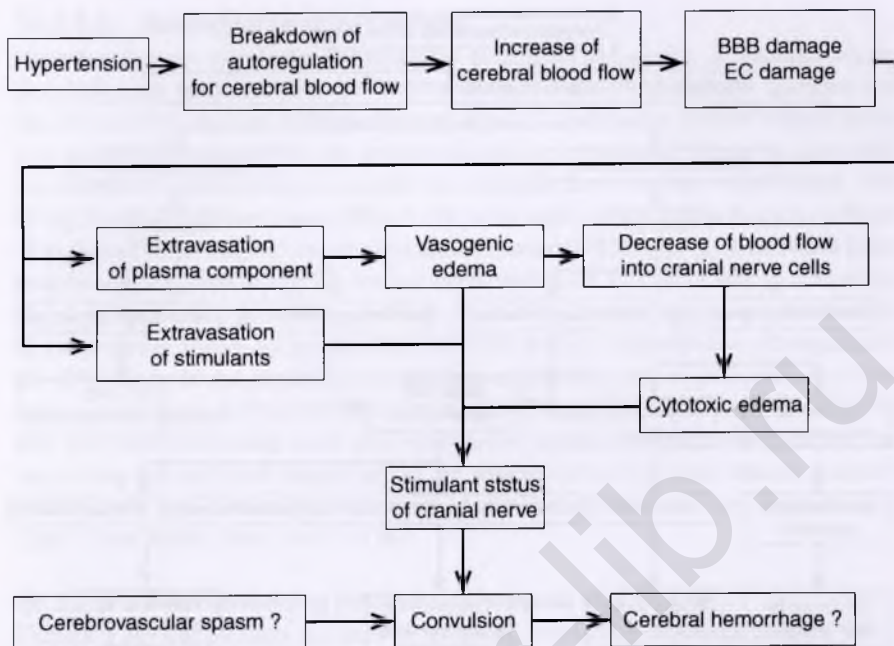 Hypertension
Breakdown of
autoregulation
for cerebral blood flow
Increase of
cerebral blood flow
BBB damage
EC damage
Extravasation
of plasma component
Vasogenic
edema
Decrease of blood flow
into cranial nerve cells
Extravasation
of stimulants
Cytotoxic edema
Stimulant ststus
of cranial nerve
Cerebrovascular spasm ?
Convulsion
Cerebral hemorrhage ?
-lib.ru